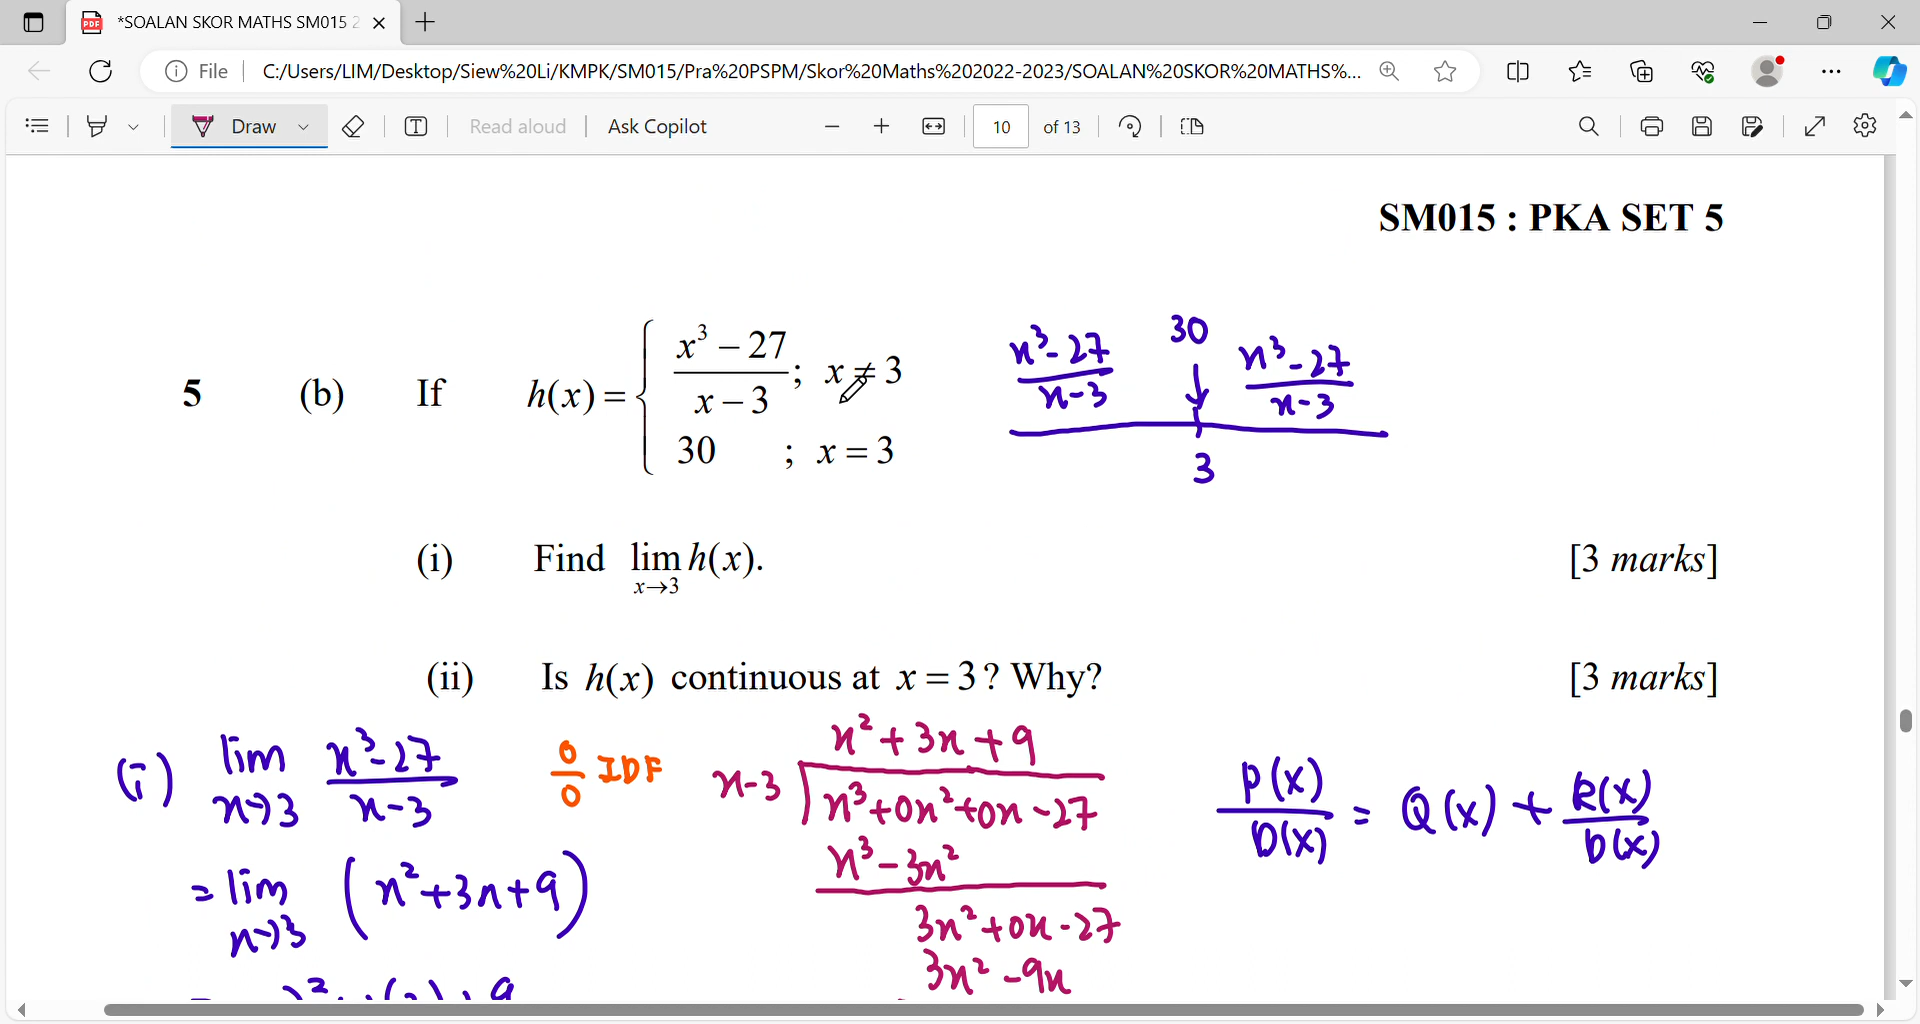 *SOALAN SKOR MATHS SM015 2
File C:/Users/LIM/Desktop/Siew%20Li/KMPK/SM015/Pra%20PSPM/Skor%20Maths%202022-2023/SOALAN%20SKOR%20MATHS%...
Draw Read aloud Ask Copilot 10 of 13
SM015 : PKA SET 5
5 (b) If h(x) = { (x³ − 27)/(x − 3) ; x ≠ 3
30 ; x = 3
(x³ - 27)/(x - 3) 30 ↓ (x³ - 27)/(x - 3)
3
(i) Find lim x→3 h(x). [3 marks]
(ii) Is h(x) continuous at x = 3 ? Why? [3 marks]
(i) lim x→3 (x³ - 27)/(x - 3) 0/0 IDF
= lim x→3 (x² + 3x + 9)
x² + 3x + 9
x - 3 x³ + 0x² + 0x - 27
x³ - 3x²
3x² + 0x - 27
3x² - 9x
P(x)/D(x) = Q(x) + R(x)/D(x)